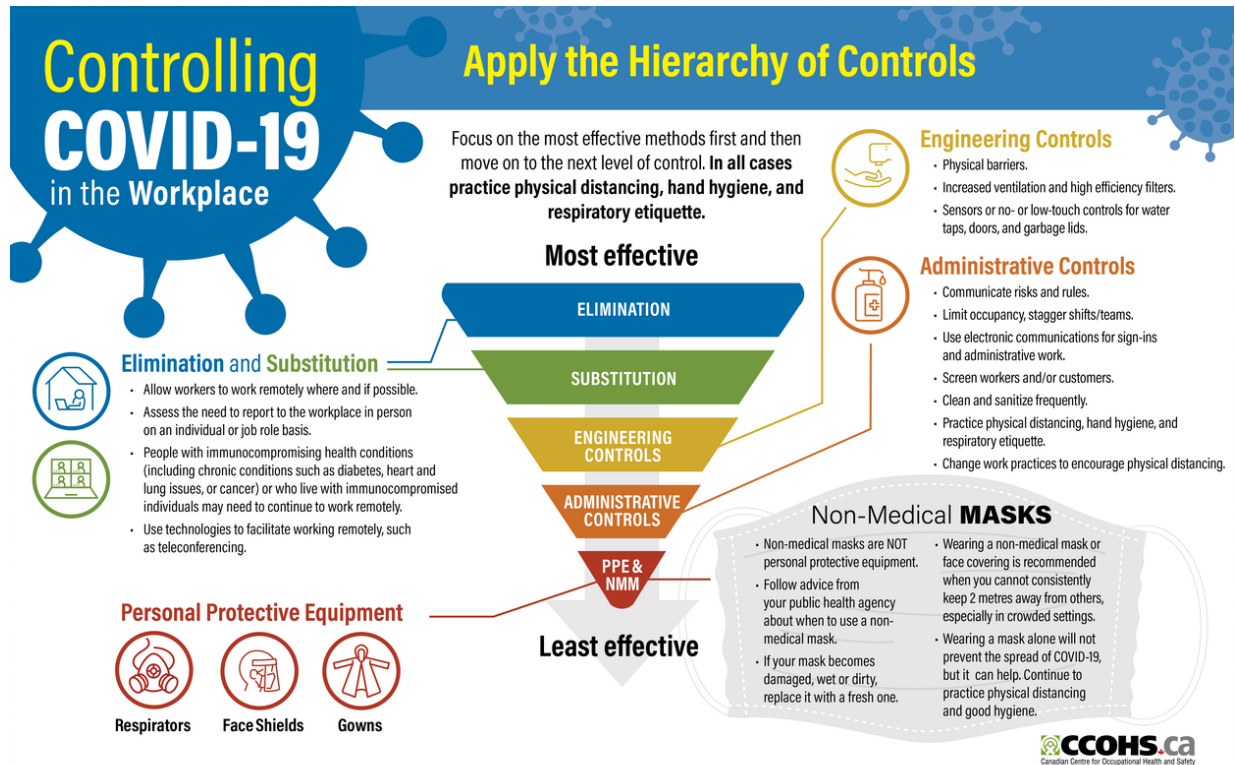 Controlling
COVID-19
in the Workplace
Apply the Hierarchy of Controls
Focus on the most effective methods first and then
move on to the next level of control. In all cases
practice physical distancing, hand hygiene, and
respiratory etiquette.
Most effective
ELIMINATION
SUBSTITUTION
ENGINEERING
CONTROLS
ADMINISTRATIVE
CONTROLS
PPE &
NMM
Least effective
Elimination and Substitution
• Allow workers to work remotely where and if possible.
• Assess the need to report to the workplace in person
on an individual or job role basis.
• People with immunocompromising health conditions
(including chronic conditions such as diabetes, heart and
lung issues, or cancer) or who live with immunocompromised
individuals may need to continue to work remotely.
• Use technologies to facilitate working remotely, such
as teleconferencing.
Personal Protective Equipment
Respirators
Face Shields
Gowns
Engineering Controls
• Physical barriers.
• Increased ventilation and high efficiency filters.
• Sensors or no- or low-touch controls for water
taps, doors, and garbage lids.
Administrative Controls
• Communicate risks and rules.
• Limit occupancy, stagger shifts/teams.
• Use electronic communications for sign-ins
and administrative work.
• Screen workers and/or customers.
• Clean and sanitize frequently.
• Practice physical distancing, hand hygiene, and
respiratory etiquette.
• Change work practices to encourage physical distancing.
Non-Medical MASKS
• Non-medical masks are NOT
personal protective equipment.
• Follow advice from
your public health agency
about when to use a non-
medical mask.
• If your mask becomes
damaged, wet or dirty,
replace it with a fresh one.
• Wearing a non-medical mask or
face covering is recommended
when you cannot consistently
keep 2 metres away from others,
especially in crowded settings.
• Wearing a mask alone will not
prevent the spread of COVID-19,
but it can help. Continue to
practice physical distancing
and good hygiene.
CCOHS.ca
Canadian Centre for Occupational Health and Safety